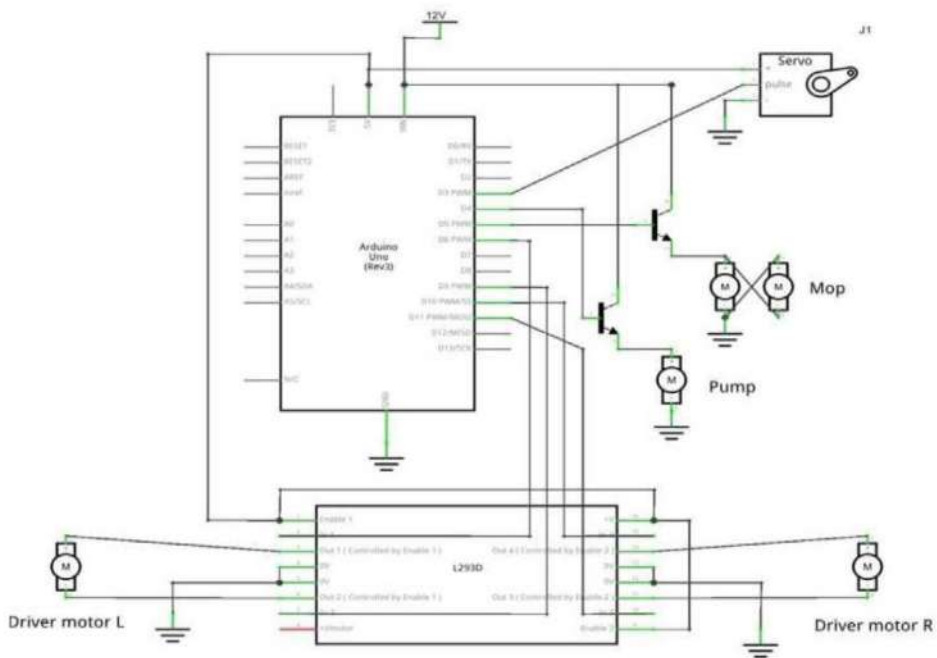 12V
J1
Servo
+
pulse
-
3V3
5V
VIN
RESET
RESET2
AREF
ioref
A0
A1
A2
A3
A4/SDA
A5/SCL
N/C
GND
Arduino
Uno
(Rev3)
D0/RX
D1/TX
D2
D3 PWM
D4
D5 PWM
D6 PWM
D7
D8
D9 PWM
D10 PWM/SS
D11 PWM/MOSI
D12/MISO
D13/SCK
M
M
Mop
M
Pump
Enable 1
Out 1 ( Controlled by Enable 1 )
0V
0V
Out 2 ( Controlled by Enable 1 )
+Vmotor
L293D
+V
Out 4 ( Controlled by Enable 2 )
0V
0V
Out 3 ( Controlled by Enable 2 )
Enable 2
M
Driver motor L
M
Driver motor R